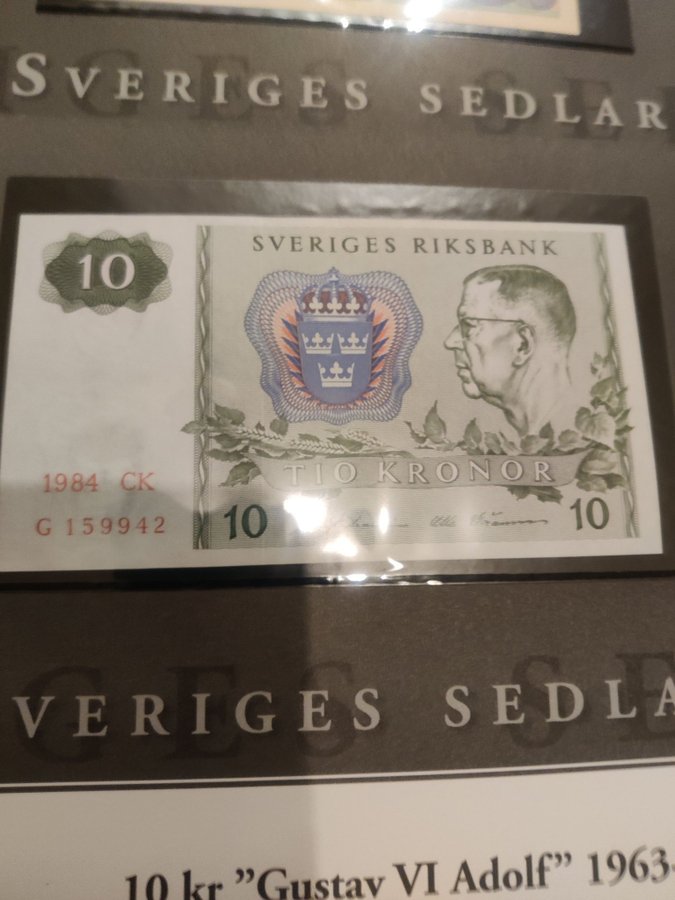 SVERIGES SEDLAR
SVERIGES RIKSBANK
10
TIO KRONOR
1984 CK
G 159942
10
10
VERIGES SEDLA
10 kr ”Gustav VI Adolf” 1963-